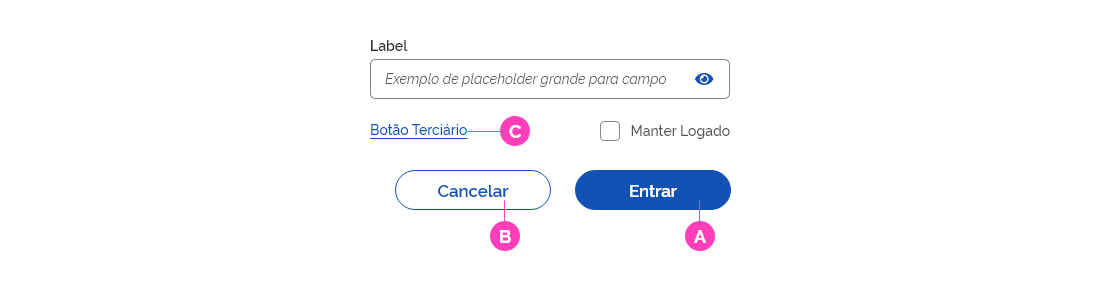 Label
Exemplo de placeholder grande para campo
Botão Terciário C Manter Logado
Cancelar Entrar
B A